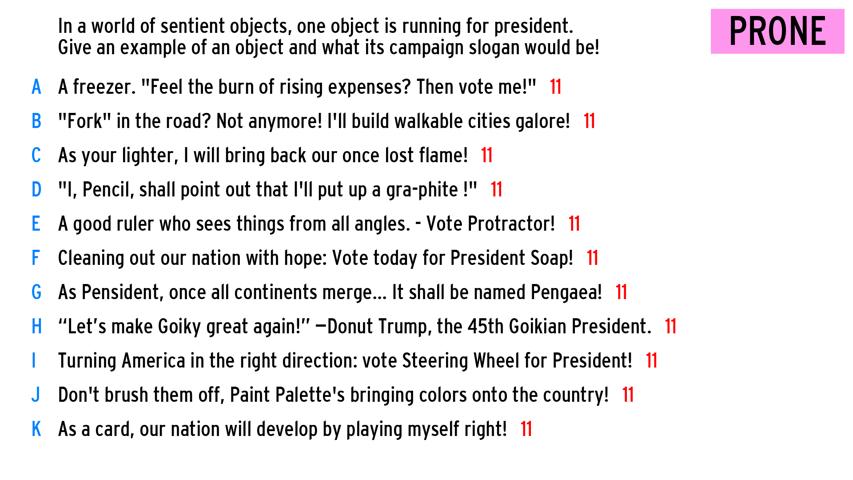 In a world of sentient objects, one object is running for president.
Give an example of an object and what its campaign slogan would be!
PRONE
A A freezer. "Feel the burn of rising expenses? Then vote me!" 11
B "Fork" in the road? Not anymore! I'll build walkable cities galore! 11
C As your lighter, I will bring back our once lost flame! 11
D "I, Pencil, shall point out that I'll put up a gra-phite !" 11
E A good ruler who sees things from all angles. - Vote Protractor! 11
F Cleaning out our nation with hope: Vote today for President Soap! 11
G As Pensident, once all continents merge... It shall be named Pengaea! 11
H “Let’s make Goiky great again!” —Donut Trump, the 45th Goikian President. 11
I Turning America in the right direction: vote Steering Wheel for President! 11
J Don't brush them off, Paint Palette's bringing colors onto the country! 11
K As a card, our nation will develop by playing myself right! 11